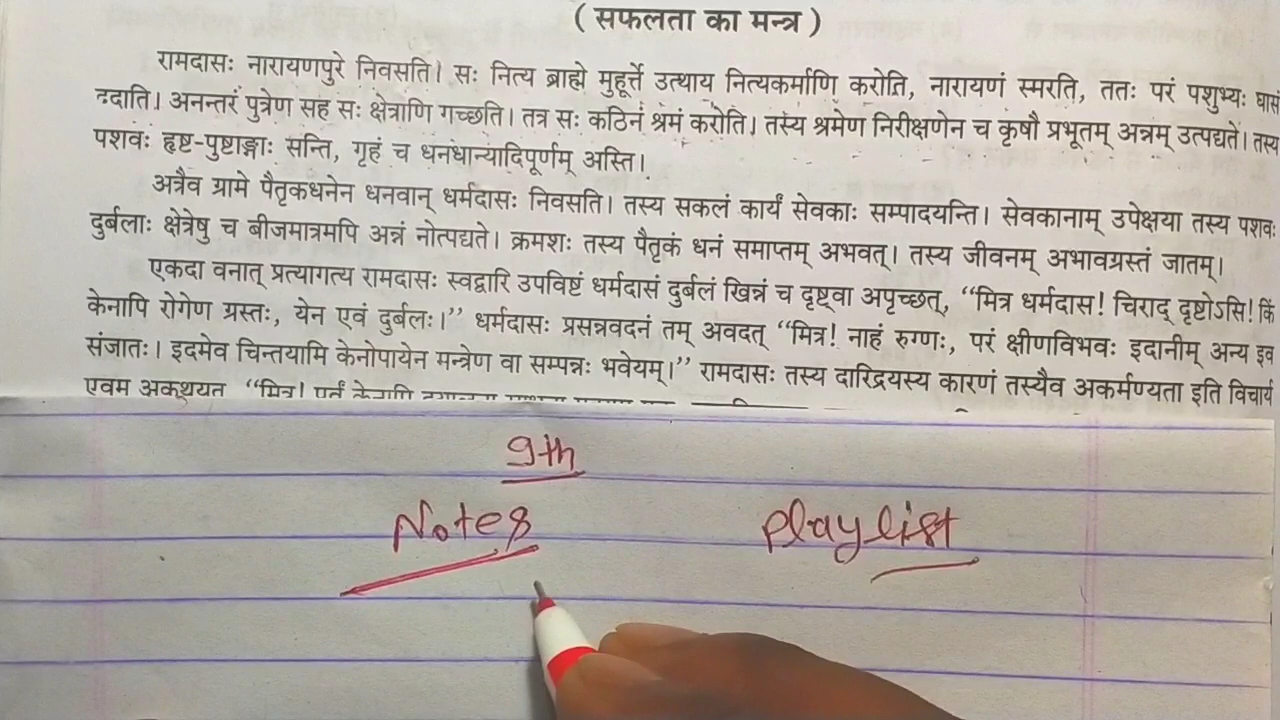 ( सफलता का मन्त्र )
रामदासः नारायणपुरे निवसति। सः नित्य ब्राह्मे मुहूर्त्ते उत्थाय नित्यकर्माणि करोति, नारायणं स्मरति, ततः परं पशुभ्यः घासं
ददाति। अनन्तरं पुत्रेण सह सः क्षेत्राणि गच्छति। तत्र सः कठिनं श्रमं करोति। तस्य श्रमेण निरीक्षणेन च कृषौ प्रभूतम् अन्नम् उत्पद्यते। तस्य
पशवः हृष्ट-पुष्टाङ्गाः सन्ति, गृहं च धनधान्यादिपूर्णम् अस्ति।
अत्रैव ग्रामे पैतृकधनेन धनवान् धर्मदासः निवसति। तस्य सकलं कार्यं सेवकाः सम्पादयन्ति। सेवकानाम् उपेक्षया तस्य पशवः
दुर्बलाः क्षेत्रेषु च बीजमात्रमपि अन्नं नोत्पद्यते। क्रमशः तस्य पैतृकं धनं समाप्तम् अभवत्। तस्य जीवनम् अभावग्रस्तं जातम्।
एकदा वनात् प्रत्यागत्य रामदासः स्वद्वारि उपविष्टं धर्मदासं दुर्बलं खिन्नं च दृष्ट्वा अपृच्छत्, “मित्र धर्मदास! चिराद् दृष्टोऽसि! किं
केनापि रोगेण ग्रस्तः, येन एवं दुर्बलः।” धर्मदासः प्रसन्नवदनं तम् अवदत् “मित्र! नाहं रुग्णः, परं क्षीणविभवः इदानीम् अन्य इव
संजातः। इदमेव चिन्तयामि केनोपायेन मन्त्रेण वा सम्पन्नः भवेयम्।” रामदासः तस्य दारिद्र्यस्य कारणं तस्यैव अकर्मण्यता इति विचार्य
एवम अकथयत, “मित्र! पूर्वं केनापि
9th
Notes Playlist